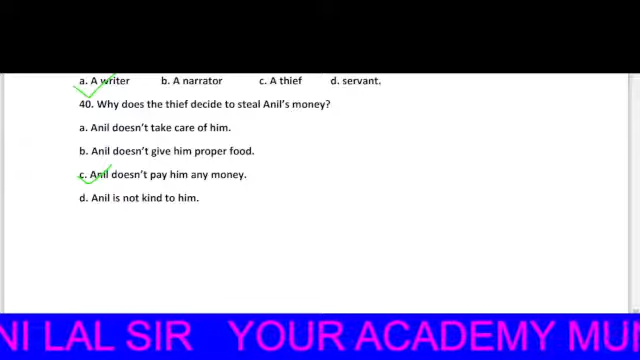 a. A writer b. A narrator c. A thief d. servant.
40. Why does the thief decide to steal Anil's money?
a. Anil doesn't take care of him.
b. Anil doesn't give him proper food.
c. Anil doesn't pay him any money.
d. Anil is not kind to him.
NI LAL SIR YOUR ACADEMY MUN